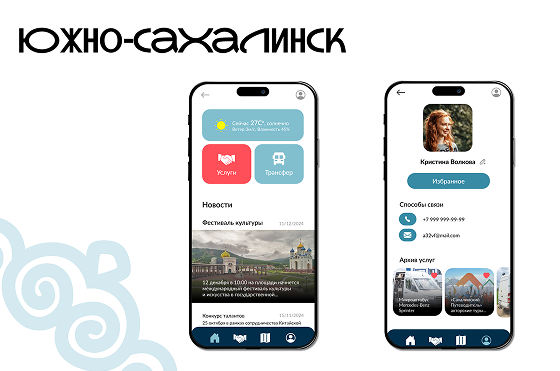 ЮЖНО-САХАЛИНСК
Сейчас 27С°, солнечно
Ветер 3м/с, Влажность 45%
Услуги
Трансфер
Новости
Фестиваль культуры
11/12/2024
12 декабря в 10.00 на площади начнется
международный фестиваль культуры
и искусства в государственной...
Конкурс талантов
15/11/2024
25 октября в рамках сотрудничества Китайской
Кристина Волкова
Избранное
Способы связи
+7 999 999-99-99
a32vf@mail.com
Архив услуг
Микроавтобус
Mercedes-Benz
Sprinter
«Сахалинский
Путеводитель-
авторские туры...